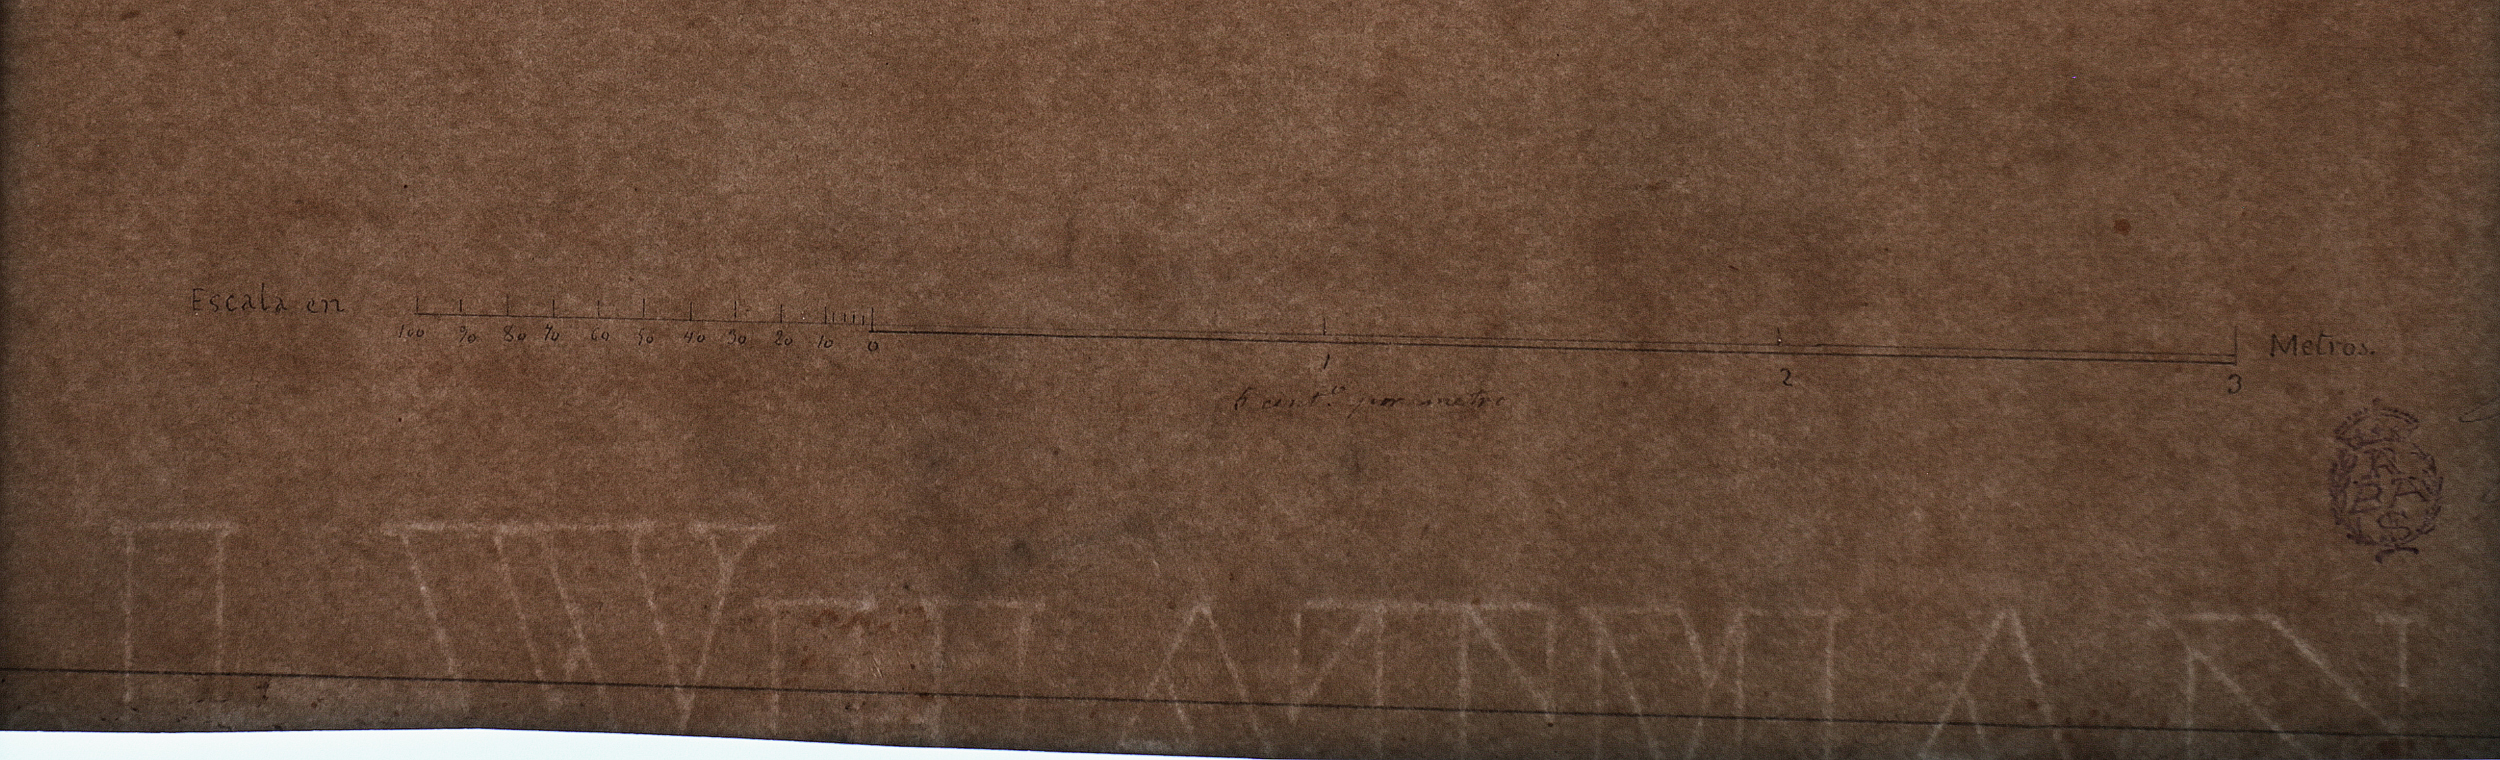 Escala en
100 90 80 70 60 50 40 30 20 10 0 1 2 3
Metros.
5 cent.º por metro
R
B A
S
J WHATMAN